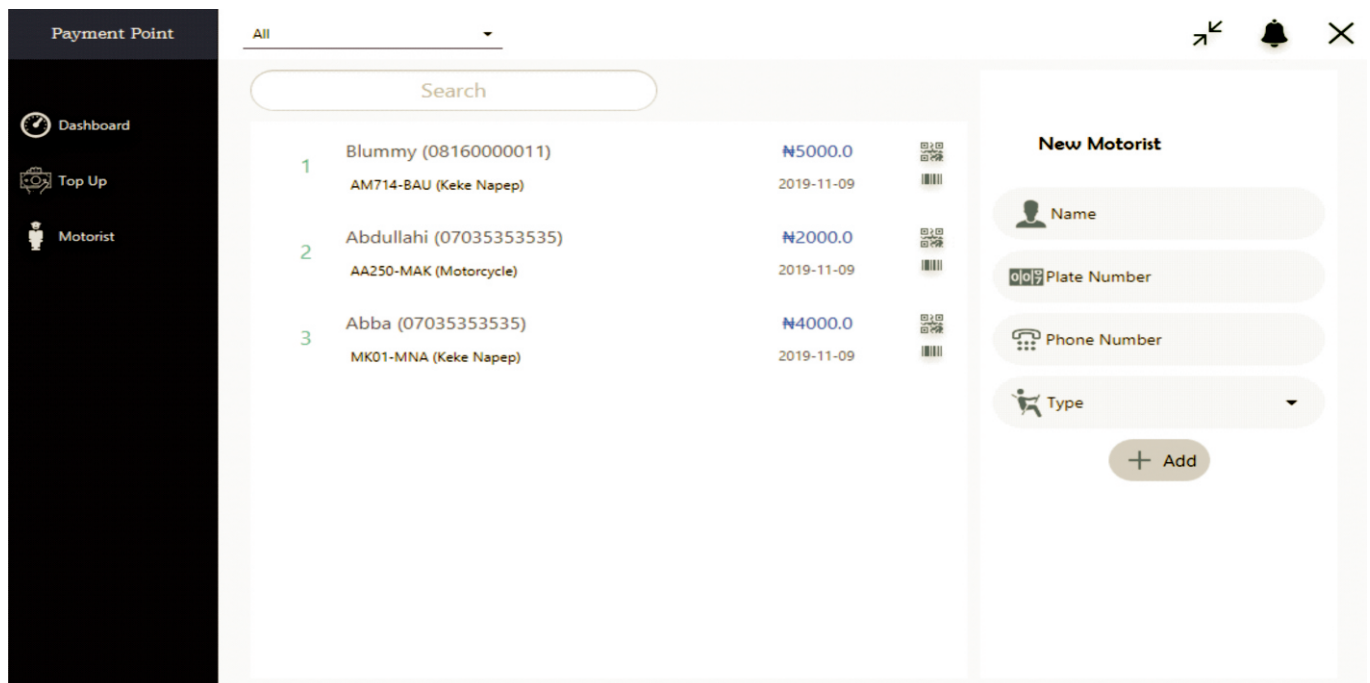 Payment Point
All
Dashboard
Top Up
Motorist
Search
1
Blummy (08160000011)
₦5000.0
AM714-BAU (Keke Napep)
2019-11-09
2
Abdullahi (07035353535)
₦2000.0
AA250-MAK (Motorcycle)
2019-11-09
3
Abba (07035353535)
₦4000.0
MK01-MNA (Keke Napep)
2019-11-09
New Motorist
Name
Plate Number
Phone Number
Type
+ Add